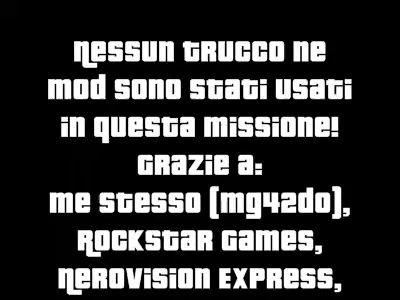 Nessun trucco ne
mod sono stati usati
in questa missione!
Grazie a:
me stesso (mg42do),
Rockstar Games,
Nerovision Express,